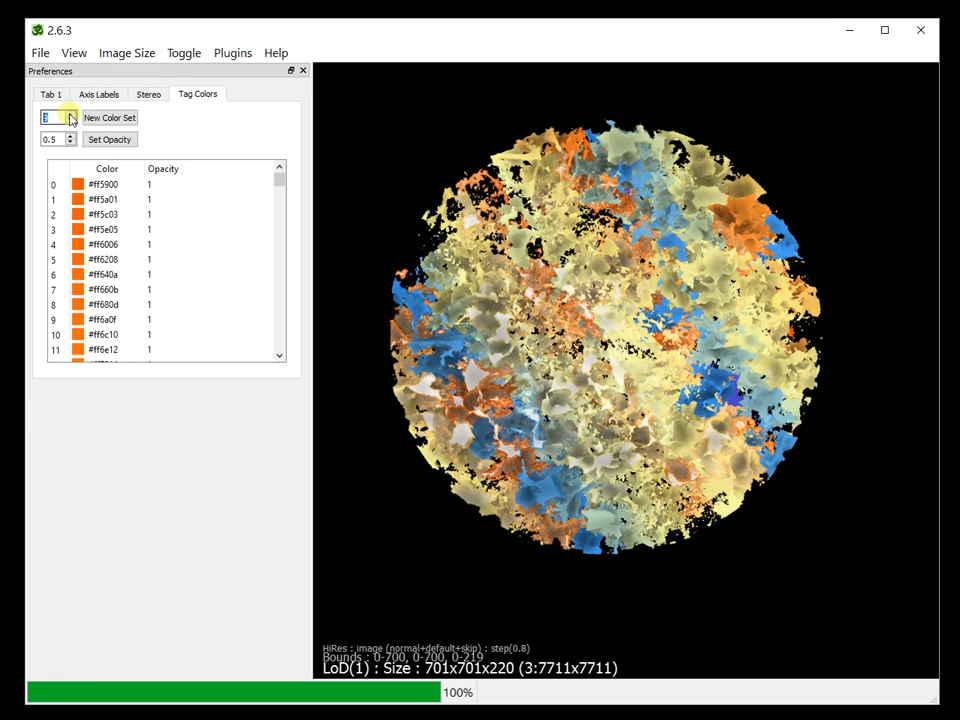 2.6.3
File View Image Size Toggle Plugins Help
Preferences
Tab 1 Axis Labels Stereo Tag Colors
New Color Set
0.5 Set Opacity
Color Opacity
0 #ff5900 1
1 #ff5a01 1
2 #ff5c03 1
3 #ff5e05 1
4 #ff6006 1
5 #ff6208 1
6 #ff640a 1
7 #ff660b 1
8 #ff680d 1
9 #ff6a0f 1
10 #ff6c10 1
11 #ff6e12 1
HiRes : image (normal+default+skip) : step(0.8)
Bounds : 0-700, 0-700, 0-219
LoD(1) : Size : 701x701x220 (3:7711x7711)
100%